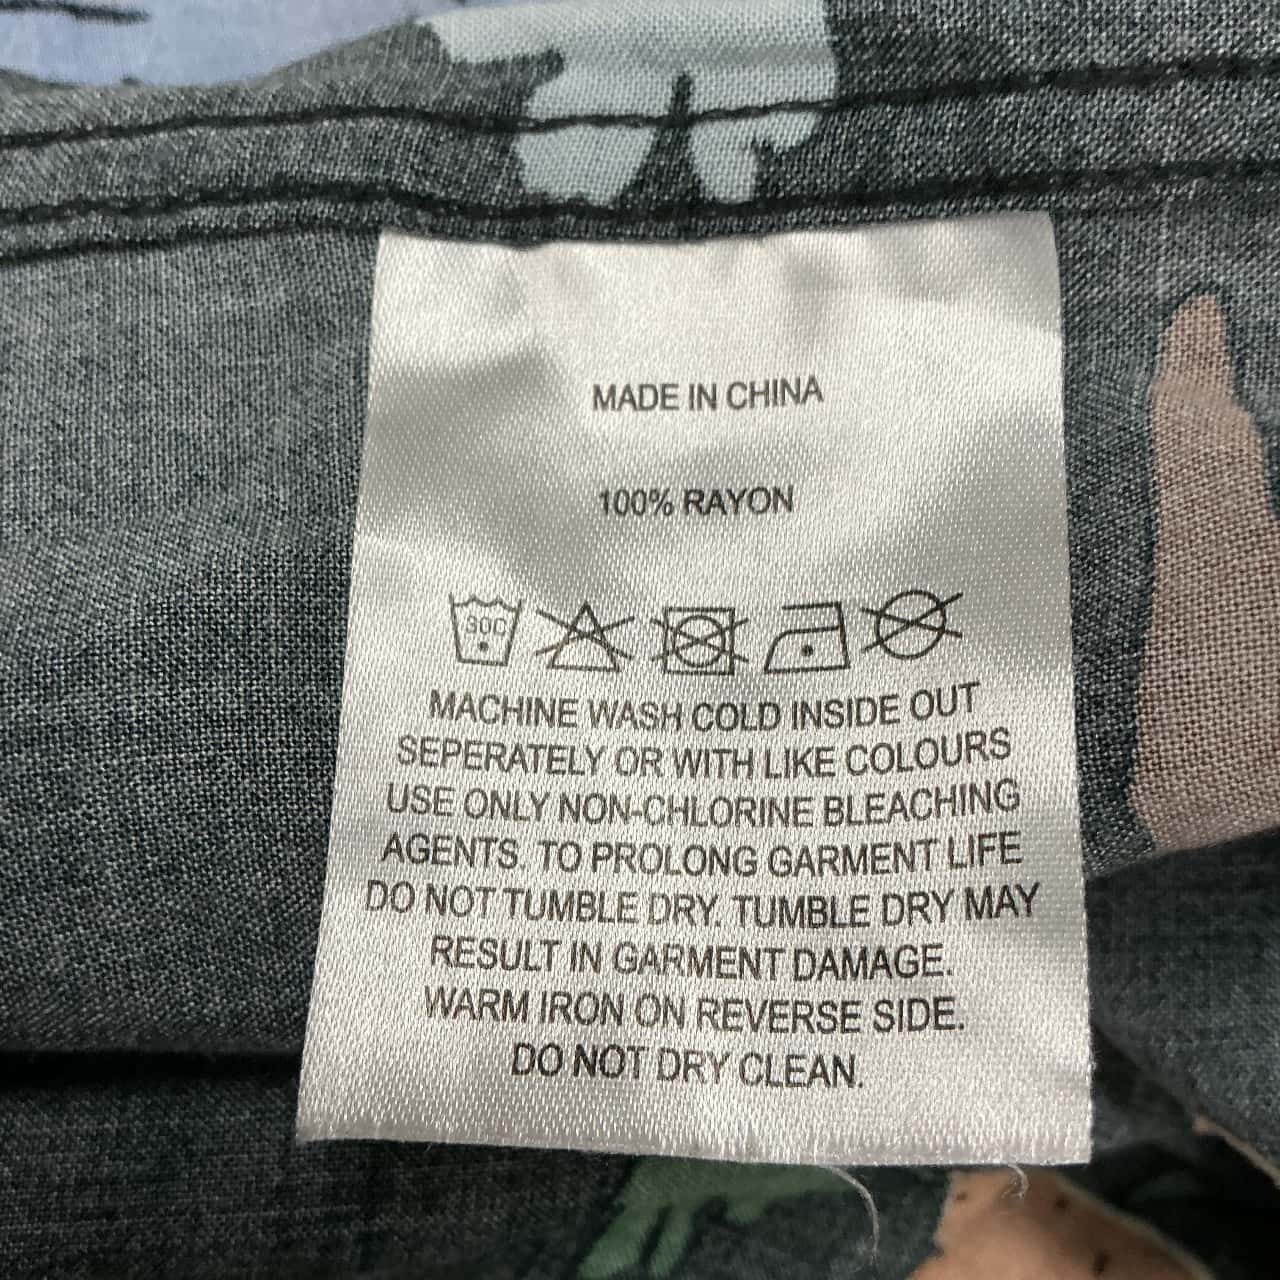 MADE IN CHINA
100% RAYON
30C
MACHINE WASH COLD INSIDE OUT
SEPERATELY OR WITH LIKE COLOURS
USE ONLY NON-CHLORINE BLEACHING
AGENTS. TO PROLONG GARMENT LIFE
DO NOT TUMBLE DRY. TUMBLE DRY MAY
RESULT IN GARMENT DAMAGE.
WARM IRON ON REVERSE SIDE.
DO NOT DRY CLEAN.